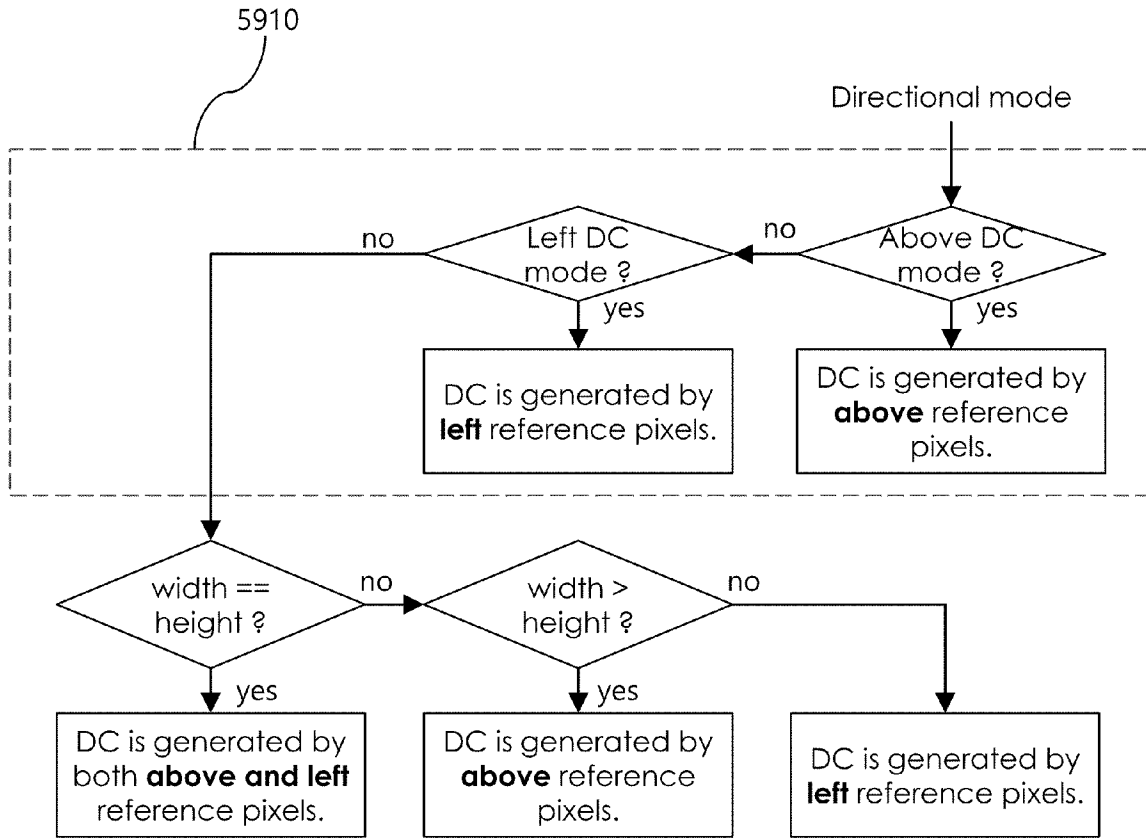 5910
Directional mode
no
Left DC
mode ?
no
Above DC
mode ?
yes
yes
DC is generated by
left reference pixels.
DC is generated by
above reference
pixels.
width ==
height ?
no
width >
height ?
no
yes
yes
DC is generated by
both above and left
reference pixels.
DC is generated by
above reference
pixels.
DC is generated by
left reference pixels.